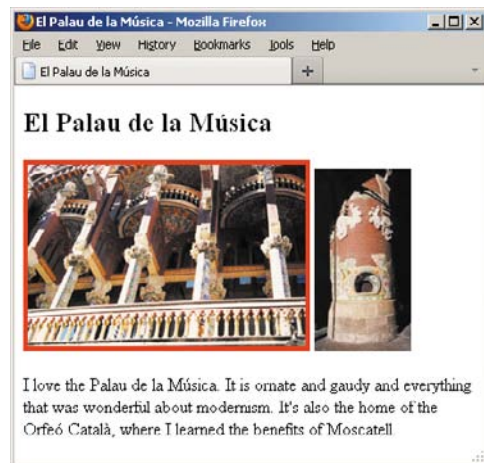 El Palau de la Música - Mozilla Firefox
File Edit View History Bookmarks Tools Help
El Palau de la Música
El Palau de la Música
I love the Palau de la Música. It is ornate and gaudy and everything
that was wonderful about modernism. It's also the home of the
Orfeó Català, where I learned the benefits of Moscatell.